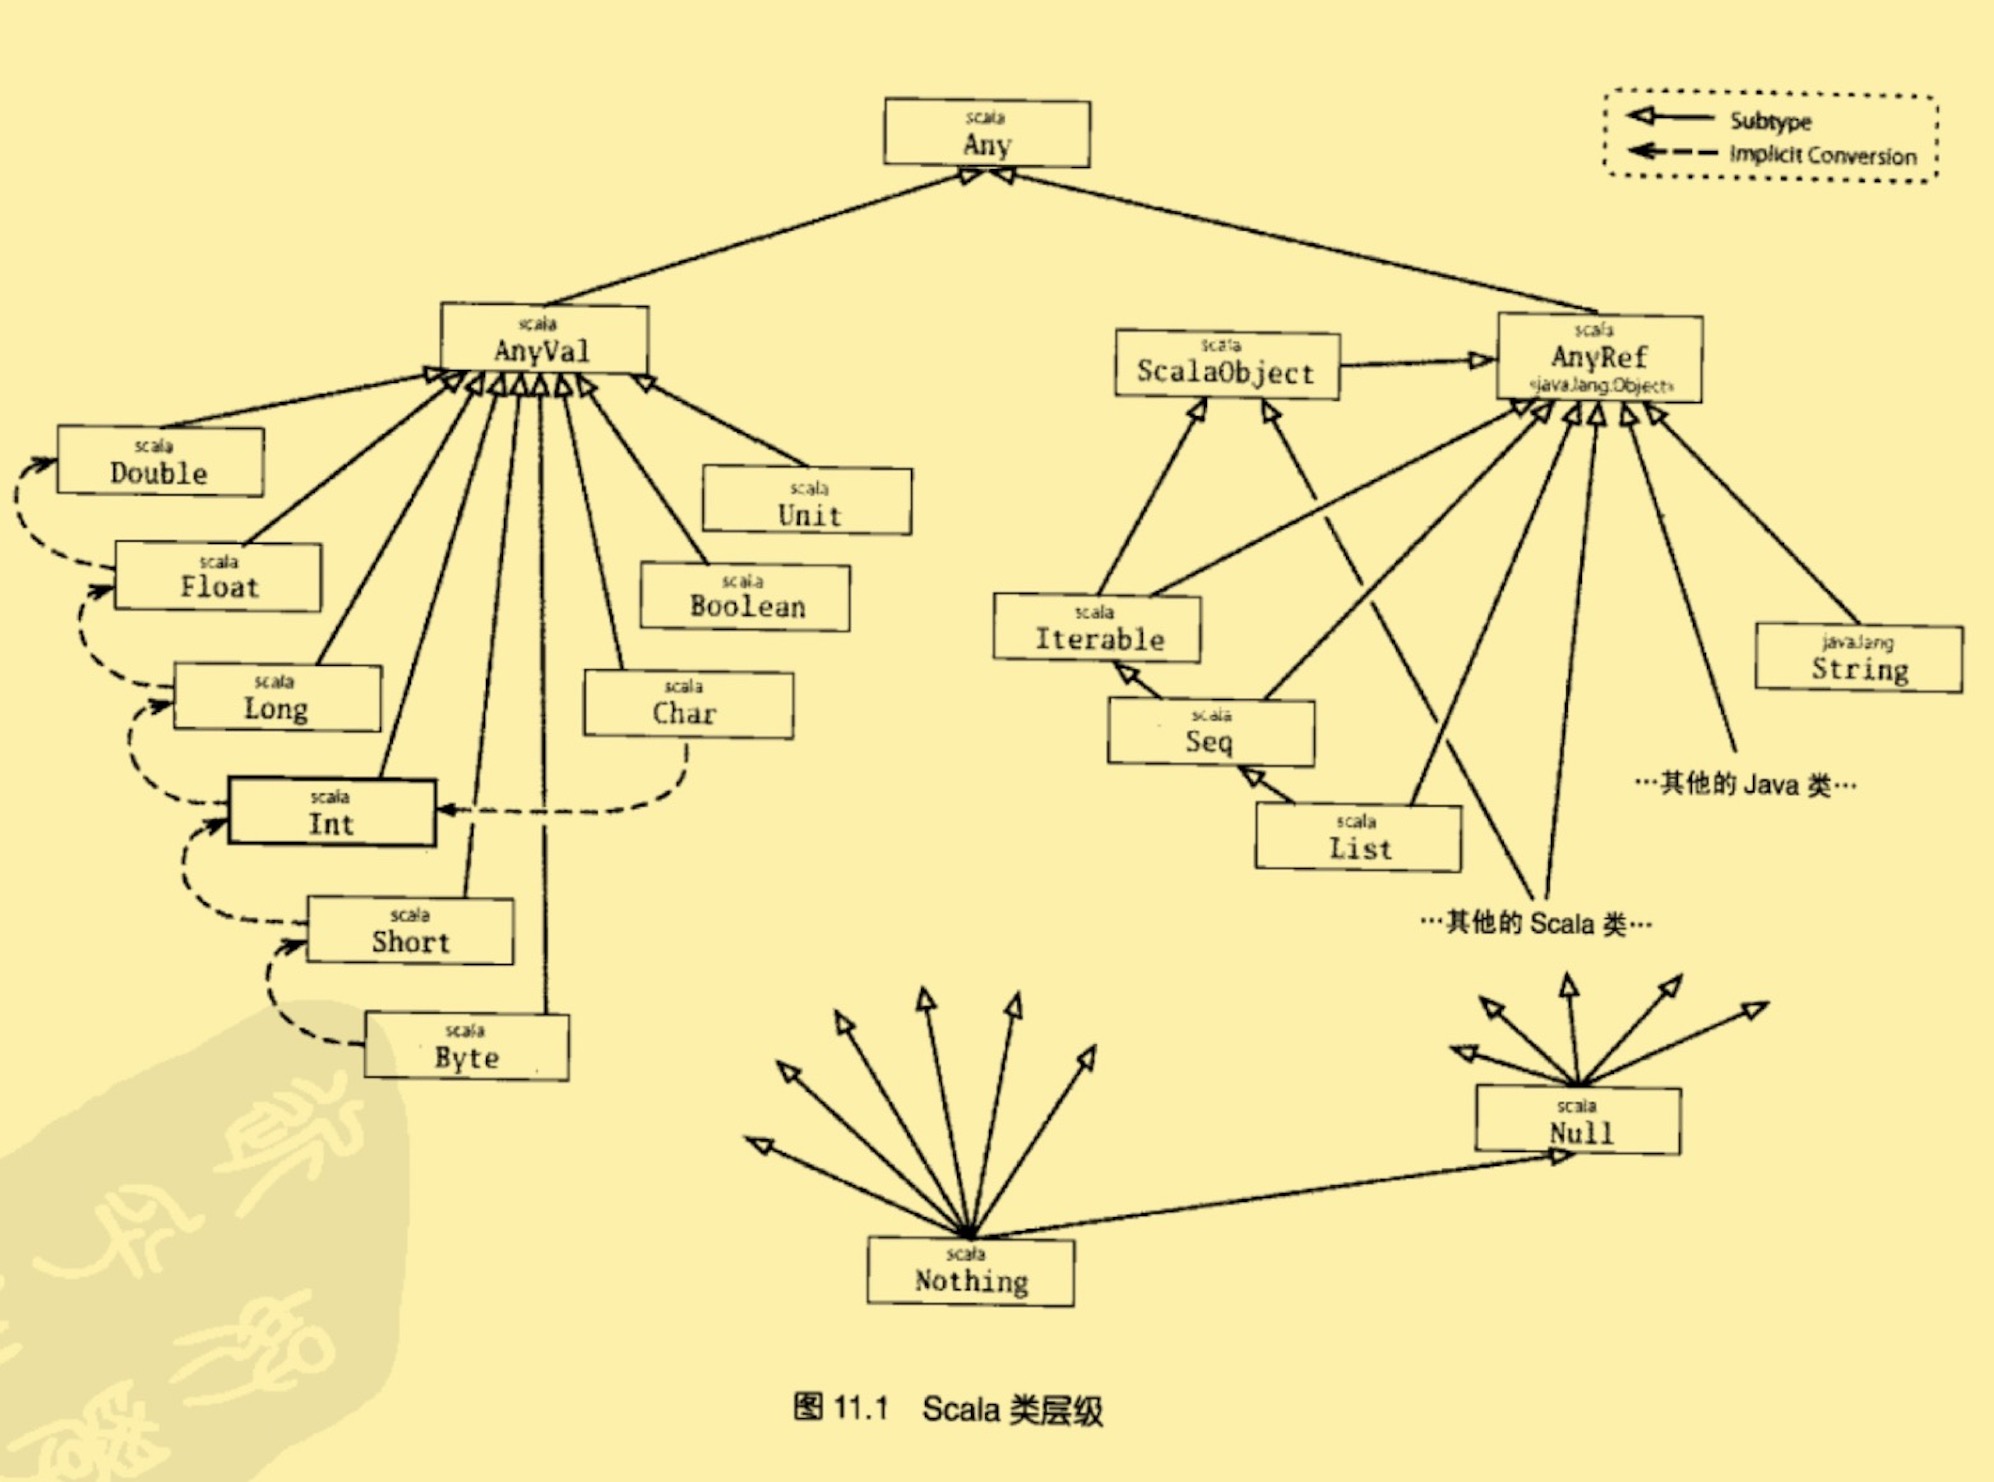 scala
Any
Subtype
Implicit Conversion
scala
AnyVal
scala
ScalaObject
scala
AnyRef
«java.lang.Object»
scala
Double
scala
Unit
scala
Float
scala
Boolean
scala
Iterable
java.lang
String
scala
Long
scala
Char
scala
Seq
…其他的 Java 类…
scala
Int
scala
List
scala
Short
…其他的 Scala 类…
scala
Byte
scala
Null
scala
Nothing
图 11.1 Scala 类层级